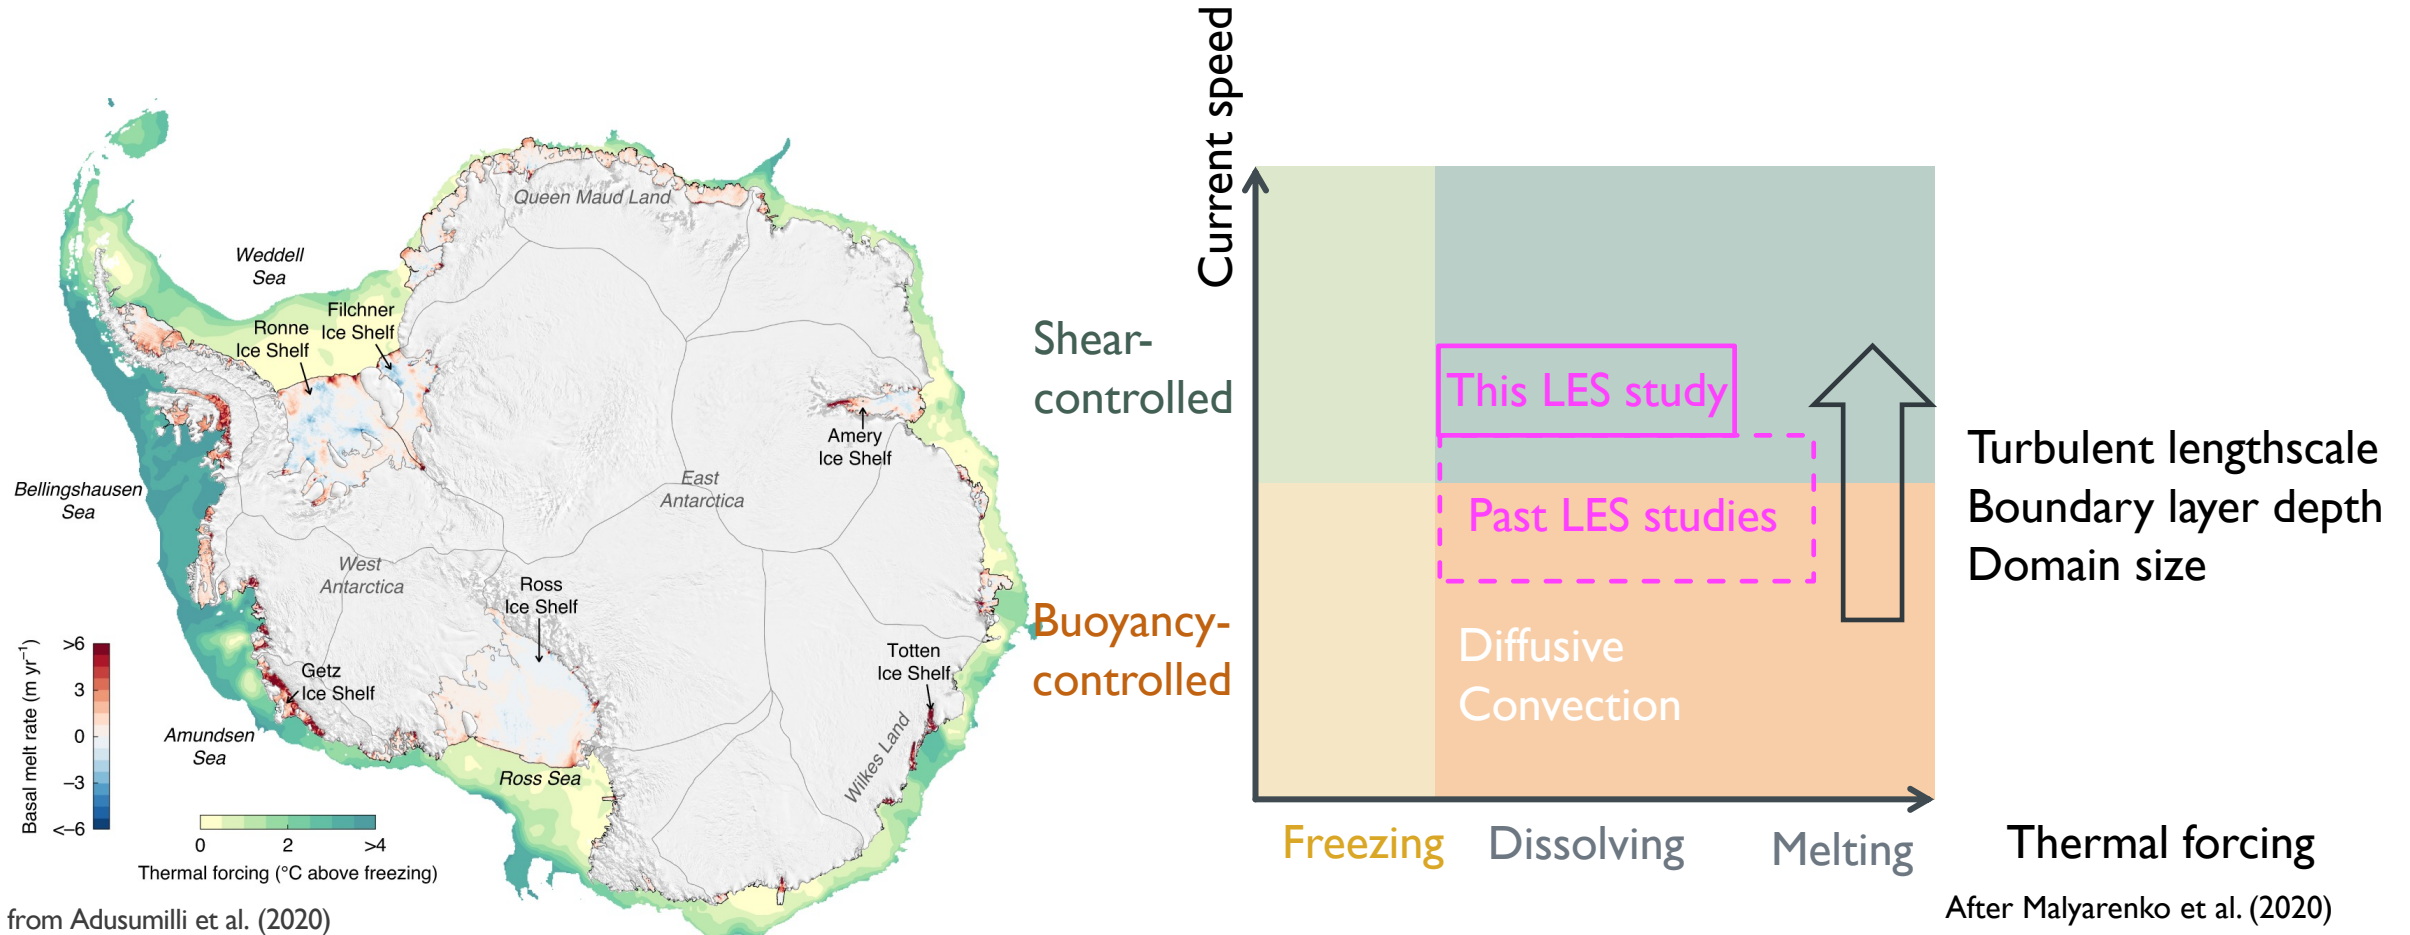 Queen Maud Land
Weddell
Sea
Filchner
Ice Shelf
Ronne
Ice Shelf
Amery
Ice Shelf
Bellingshausen
Sea
East
Antarctica
West
Antarctica
Ross
Ice Shelf
Totten
Ice Shelf
Getz
Ice Shelf
Amundsen
Sea
Ross Sea
Wilkes Land
Basal melt rate (m yr⁻¹)
>6
3
0
−3
<−6
0 2 >4
Thermal forcing (°C above freezing)
from Adusumilli et al. (2020)
Current speed
Shear-
controlled
Buoyancy-
controlled
This LES study
Past LES studies
Diffusive
Convection
Turbulent lengthscale
Boundary layer depth
Domain size
Freezing Dissolving Melting
Thermal forcing
After Malyarenko et al. (2020)